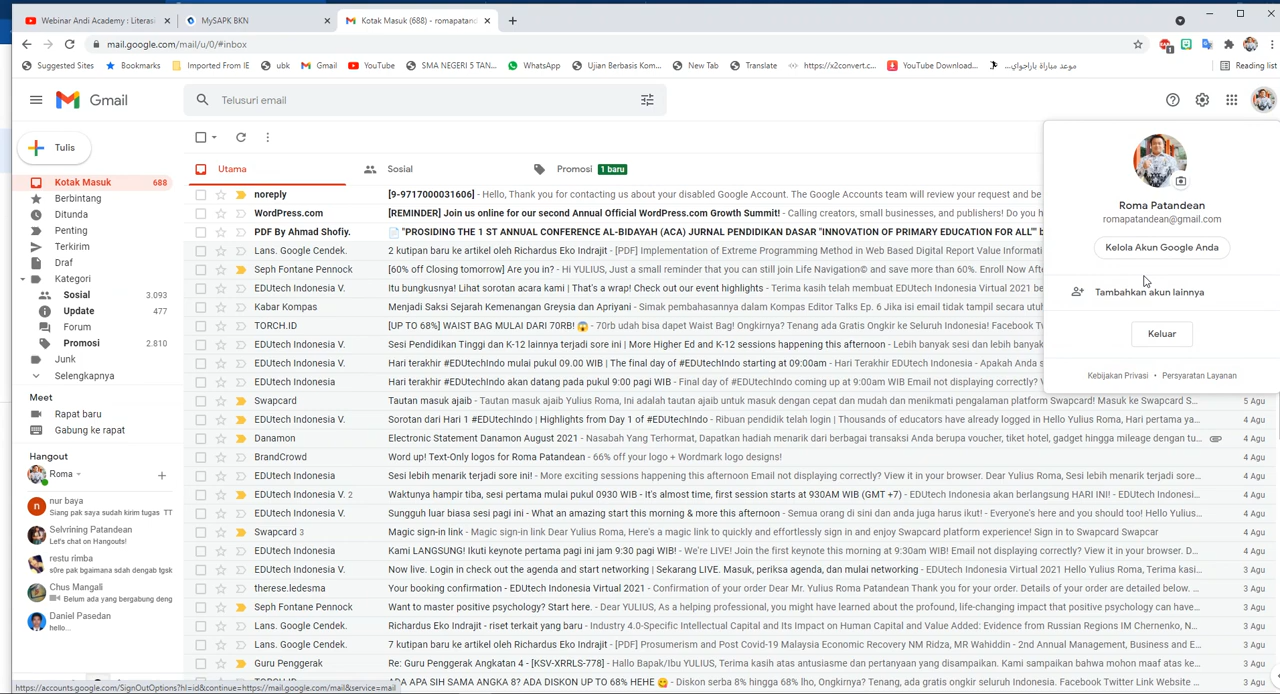 Webinar Andi Academy : Literasi
MySAPK BKN
Kotak Masuk (688) - romapatand
mail.google.com/mail/u/0/#inbox
Suggested Sites
Bookmarks
Imported From IE
ubk
Gmail
YouTube
SMA NEGERI 5 TAN...
WhatsApp
Ujian Berbasis Kom...
New Tab
Translate
https://x2convert.c...
YouTube Download...
موعد مباراة ياراجواي...
Reading list
Gmail
Telusuri email
Tulis
Utama
Sosial
Promosi 1 baru
Kotak Masuk 688
Berbintang
Ditunda
Penting
Terkirim
Draf
Kategori
Sosial 3.093
Update 477
Forum
Promosi 2.810
Junk
Selengkapnya
Meet
Rapat baru
Gabung ke rapat
Hangout
Roma
nur baya
Siang pak saya sudah kirim tugas TT
Selvrining Patandean
Let's chat on Hangouts!
restu rimba
s0re pak bgaimana sdah dengab tgsk
Chus Mangali
Belum ada yang bergabung deng
Daniel Pasedan
hello...
noreply [9-9717000031606] - Hello, Thank you for contacting us about your disabled Google Account. The Google Accounts team will review your request and be
WordPress.com [REMINDER] Join us online for our second Annual Official WordPress.com Growth Summit! - Calling creators, small businesses, and publishers! Do you h
PDF By Ahmad Shofiy. "PROSIDING THE 1 ST ANNUAL CONFERENCE AL-BIDAYAH (ACA) JURNAL PENDIDIKAN DASAR "INNOVATION OF PRIMARY EDUCATION FOR ALL"" b
Lans. Google Cendek. 2 kutipan baru ke artikel oleh Richardus Eko Indrajit - [PDF] Implementation of Extreme Programming Method in Web Based Digital Report Value Informati
Seph Fontane Pennock [60% off Closing tomorrow] Are you in? - Hi YULIUS, Just a small reminder that you can still join Life Navigation© and save more than 60%. Enroll Now Afte
EDUtech Indonesia V. Itu bungkusnya! Lihat sorotan acara kami | That's a wrap! Check out our event highlights - Terima kasih telah membuat EDUtech Indonesia Virtual 2021 b
Kabar Kompas Menjadi Saksi Sejarah Kemenangan Greysia dan Apriyani - Simak pembahasannya dalam Kompas Editor Talks Ep. 6 Jika isi email tidak tampil secara
TORCH.ID [UP TO 68%] WAIST BAG MULAI DARI 70RB! 😱 - 70rb udah bisa dapet Waist Bag! Ongkirnya? Tenang ada Gratis Ongkir ke Seluruh Indonesia! Facebook T
EDUtech Indonesia V. Sesi Pendidikan Tinggi dan K-12 lainnya terjadi sore ini! | More Higher Ed and K-12 sessions happening this afternoon! - Lebih banyak sesi dan
EDUtech Indonesia V. Hari terakhir #EDUtechIndo mulai pukul 09.00 WIB | The final day of #EDUtechIndo starting at 09:00am - Hari Terakhir EDUtechIndo - Apakah Anda
EDUtech Indonesia Hari terakhir #EDUtechIndo akan datang pada pukul 9:00 pagi WIB - Final day of #EDUtechIndo coming up at 9:00am WIB Email not displaying correctly?
Swapcard Tautan masuk ajaib - Tautan masuk ajaib Yulius Roma, Ini adalah tautan ajaib untuk masuk dengan cepat dan mudah dan menikmati pengalaman platform Swapcard! Masuk ke Swapcard S... 5 Agu
EDUtech Indonesia V. Sorotan dari Hari 1 #EDUtechIndo | Highlights from Day 1 of #EDUtechIndo - Ribuan pendidik telah login | Thousands of educators have already logged in Hello Yulius Roma, Hari pertama ya... 4 Agu
Danamon Electronic Statement Danamon August 2021 - Nasabah Yang Terhormat, Dapatkan hadiah menarik dari berbagai transaksi Anda berupa voucher, tiket hotel, gadget hingga mileage dengan tu... 4 Agu
BrandCrowd Word up! Text-Only logos for Roma Patandean - 66% off your logo + Wordmark logo designs! 4 Agu
EDUtech Indonesia Sesi lebih menarik terjadi sore ini! - More exciting sessions happening this afternoon Email not displaying correctly? View it in your browser. Dear Yulius Roma, Sesi lebih menarik terjadi sore ... 4 Agu
EDUtech Indonesia V. 2 Waktunya hampir tiba, sesi pertama mulai pukul 0930 WIB - It's almost time, first session starts at 930AM WIB (GMT +7) - EDUtech Indonesia akan berlangsung HARI INI! - Hello Yulius Roma, Terima ... 4 Agu
EDUtech Indonesia V. Sungguh luar biasa sesi pagi ini - What an amazing start this morning & more this afternoon - Semua orang di sini dan anda juga harus ikut! - Everyone's here and you should too! Hello Yulius Rom... 4 Agu
Swapcard 3 Magic sign-in link - Magic sign-in link Dear Yulius Roma, Here's a magic link to quickly and effortlessly sign in and enjoy Swapcard platform experience! Sign in to Swapcard Swapcar 4 Agu
EDUtech Indonesia Kami LANGSUNG! Ikuti keynote pertama pagi ini jam 9:30 pagi WIB! - We're LIVE! Join the keynote this morning at 9:30am WIB! Email not displaying correctly? View it in your browser. Dear Yulius R... 4 Agu
EDUtech Indonesia Now live. Login in check out the agenda and start networking | Sekarang LIVE. Masuk, periksa agenda, dan mulai networking - EDUtech Indonesia Virtual 2021 Email not displaying correctly? View it... 3 Agu
therese.ledesma Your booking confirmation - EDUtech Indonesia Virtual 2021 - Confirmation of your order Dear Mr. Yulius Roma Patandean Thank you for your order. Details of your order are detailed below. ... 3 Agu
Seph Fontane Pennock Want to master positive psychology? Start here. - Dear YULIUS, As a helping professional, you might have learned about the profound, life-changing impact that positive psychology can have... 3 Agu
Lans. Google Cendek. Richardus Eko Indrajit - riset terkait yang baru - Industry 4.0-Specific Intellectual Capital and Its Impact on Human Capital and Value Added: Evidence from Russian Regions IM Chernenko, N... 3 Agu
Lans. Google Cendek. 7 kutipan baru ke artikel oleh Richardus Eko Indrajit - [PDF] Prosmasurin and Post Covid-19 Malaysia Economic Recovery NM Ridza, MR Wahiddin - 2nd Annual Management, Business and E... 3 Agu
Guru Penggerak Re: Guru Penggerak Angkatan 4 - [KSV-XRRLS-778] - Hallo Bapak/Ibu YULIUS, Terima kasih atas antusiasme dan pertanyaan yang disampaikan. Kami sampaikan bahwa mohon maaf atas ke... 3 Agu
TORCH.ID ADA APA SIH SAMA ANGKA 8? ADA DISKON UP TO 68% HEHE 😋 - Diskon serba 8% hingga 68% lho, Ongkirnya? Tenang ada Gratis Ongkir ke Seluruh Indonesia! Facebook Twitter Instagram W... 3 Agu
Roma Patandean
romapatandean@gmail.com
Kelola Akun Google Anda
Tambahkan akun lainnya
Keluar
Kebijakan Privasi • Persyaratan Layanan
https://accounts.google.com/SignOutOptions?hl=id&continue=https://mail.google.com/mail&service=mail